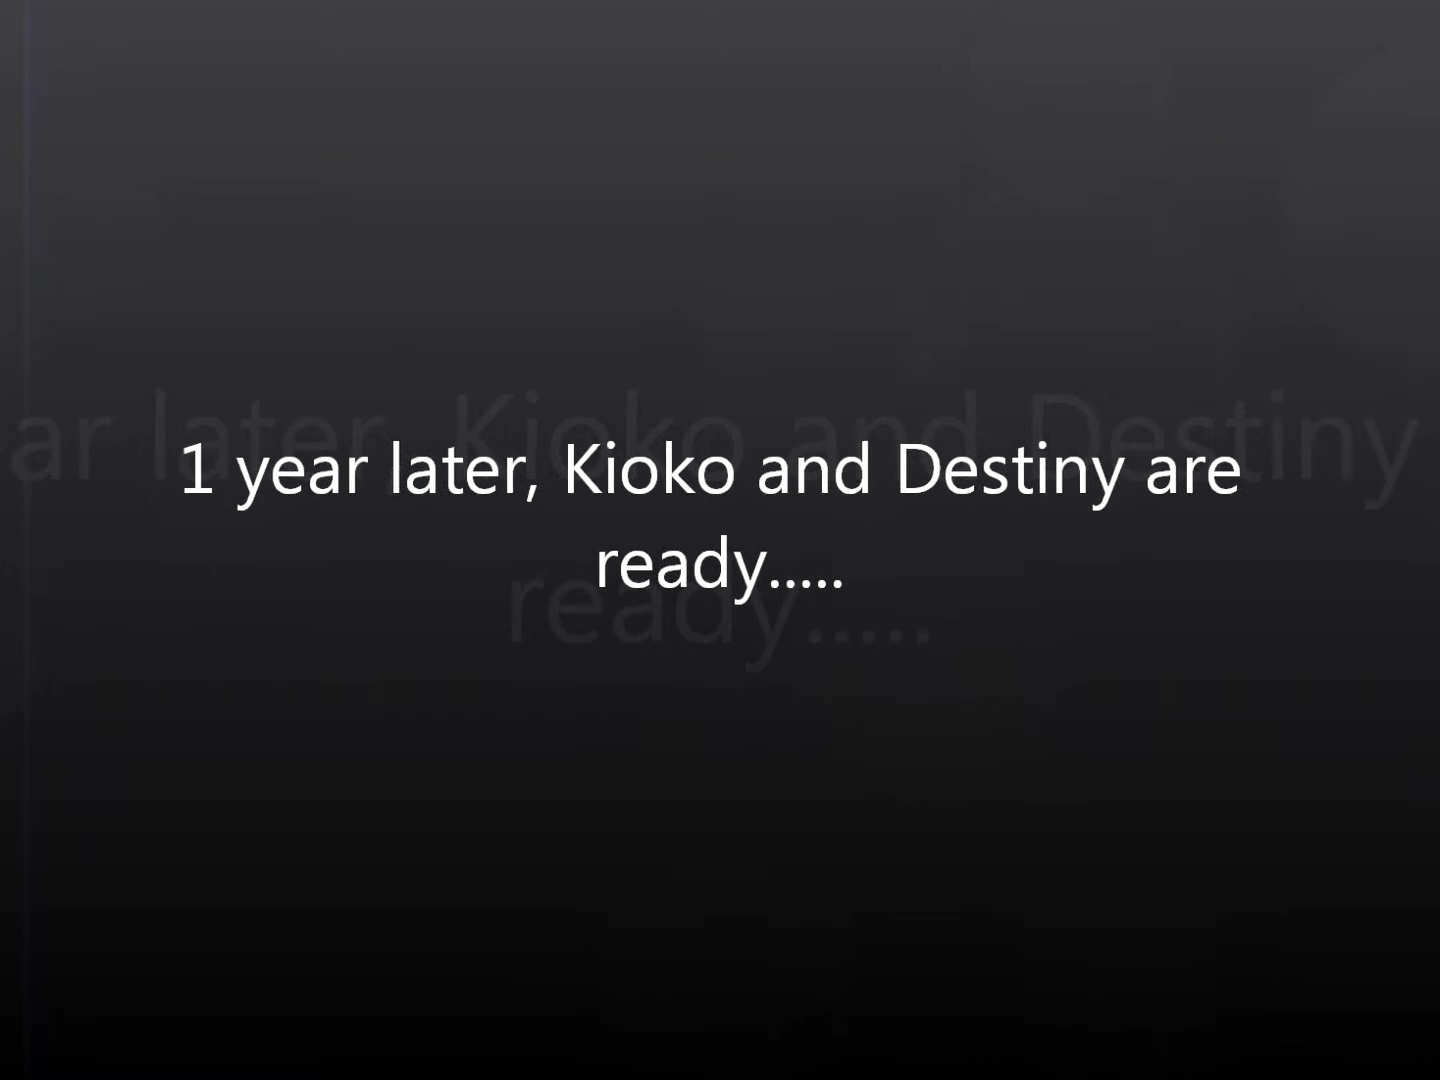 1 year later, Kioko and Destiny are
ready.....